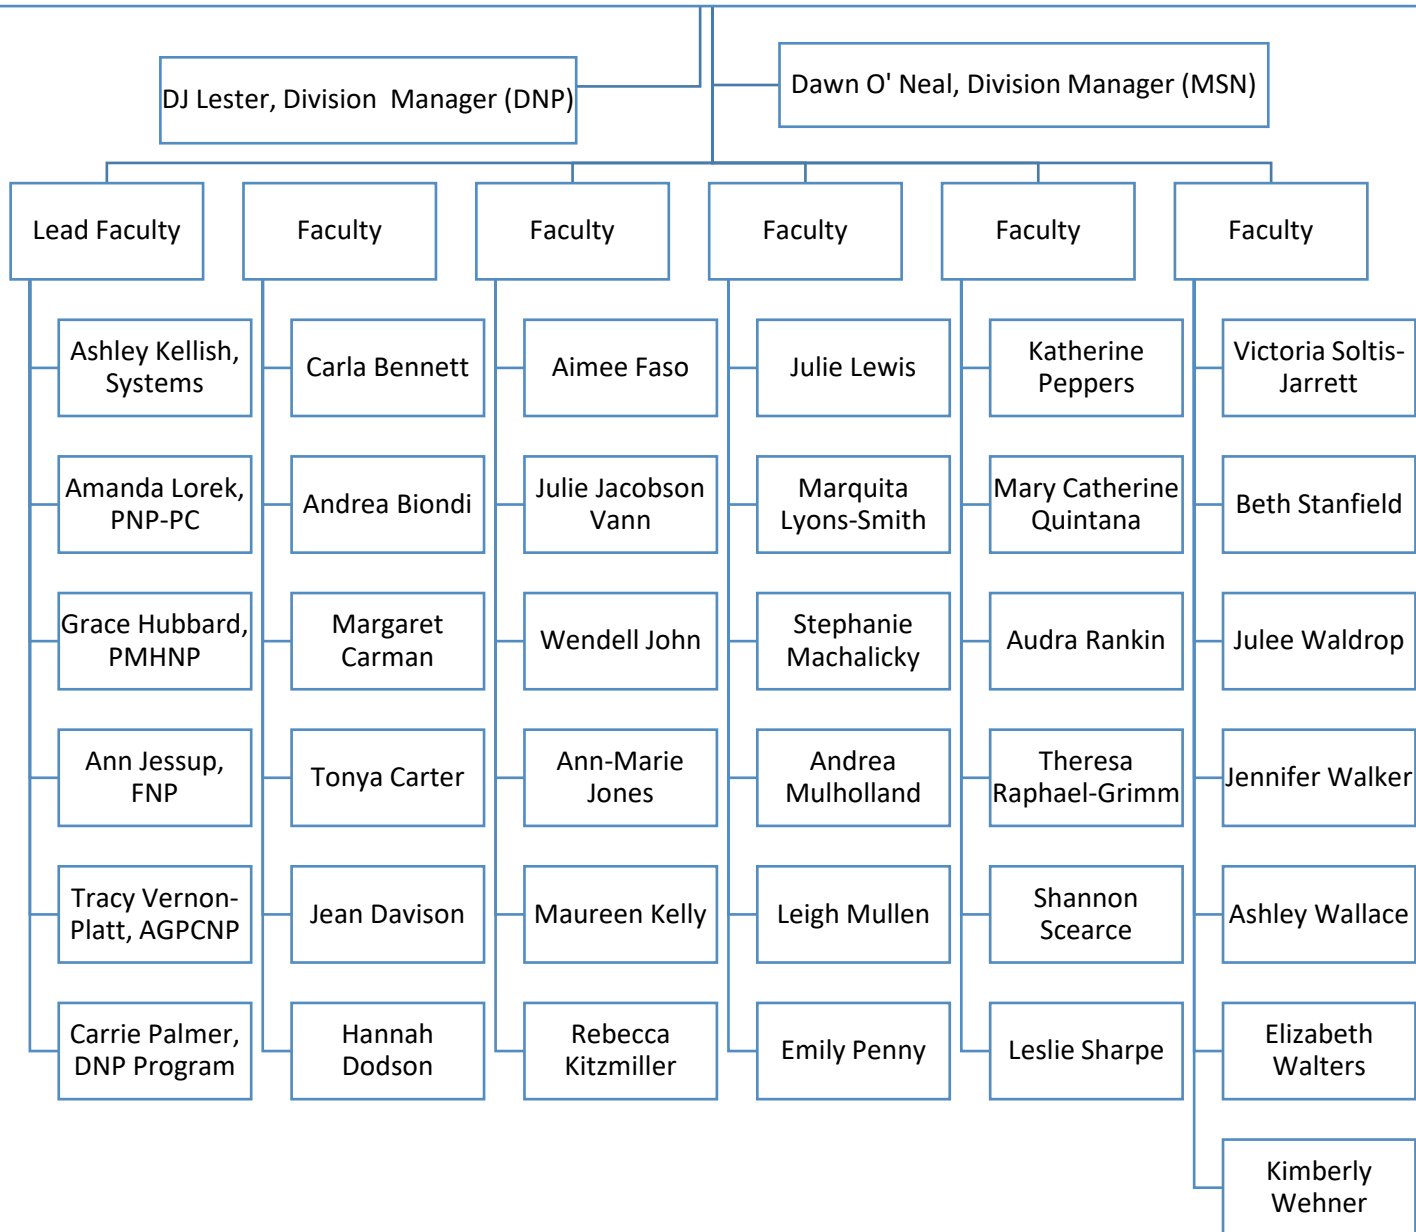 DJ Lester, Division  Manager (DNP)
Dawn O' Neal, Division Manager (MSN)
Lead Faculty
Faculty
Faculty
Faculty
Faculty
Faculty
Ashley Kellish,
Systems
Amanda Lorek,
PNP-PC
Grace Hubbard,
PMHNP
Ann Jessup,
FNP
Tracy Vernon-
Platt, AGPCNP
Carrie Palmer,
DNP Program
Carla Bennett
Andrea Biondi
Margaret
Carman
Tonya Carter
Jean Davison
Hannah
Dodson
Aimee Faso
Julie Jacobson
Vann
Wendell John
Ann-Marie
Jones
Maureen Kelly
Rebecca
Kitzmiller
Julie Lewis
Marquita
Lyons-Smith
Stephanie
Machalicky
Andrea
Mulholland
Leigh Mullen
Emily Penny
Katherine
Peppers
Mary Catherine
Quintana
Audra Rankin
Theresa
Raphael-Grimm
Shannon
Scearce
Leslie Sharpe
Victoria Soltis-
Jarrett
Beth Stanfield
Julee Waldrop
Jennifer Walker
Ashley Wallace
Elizabeth
Walters
Kimberly
Wehner